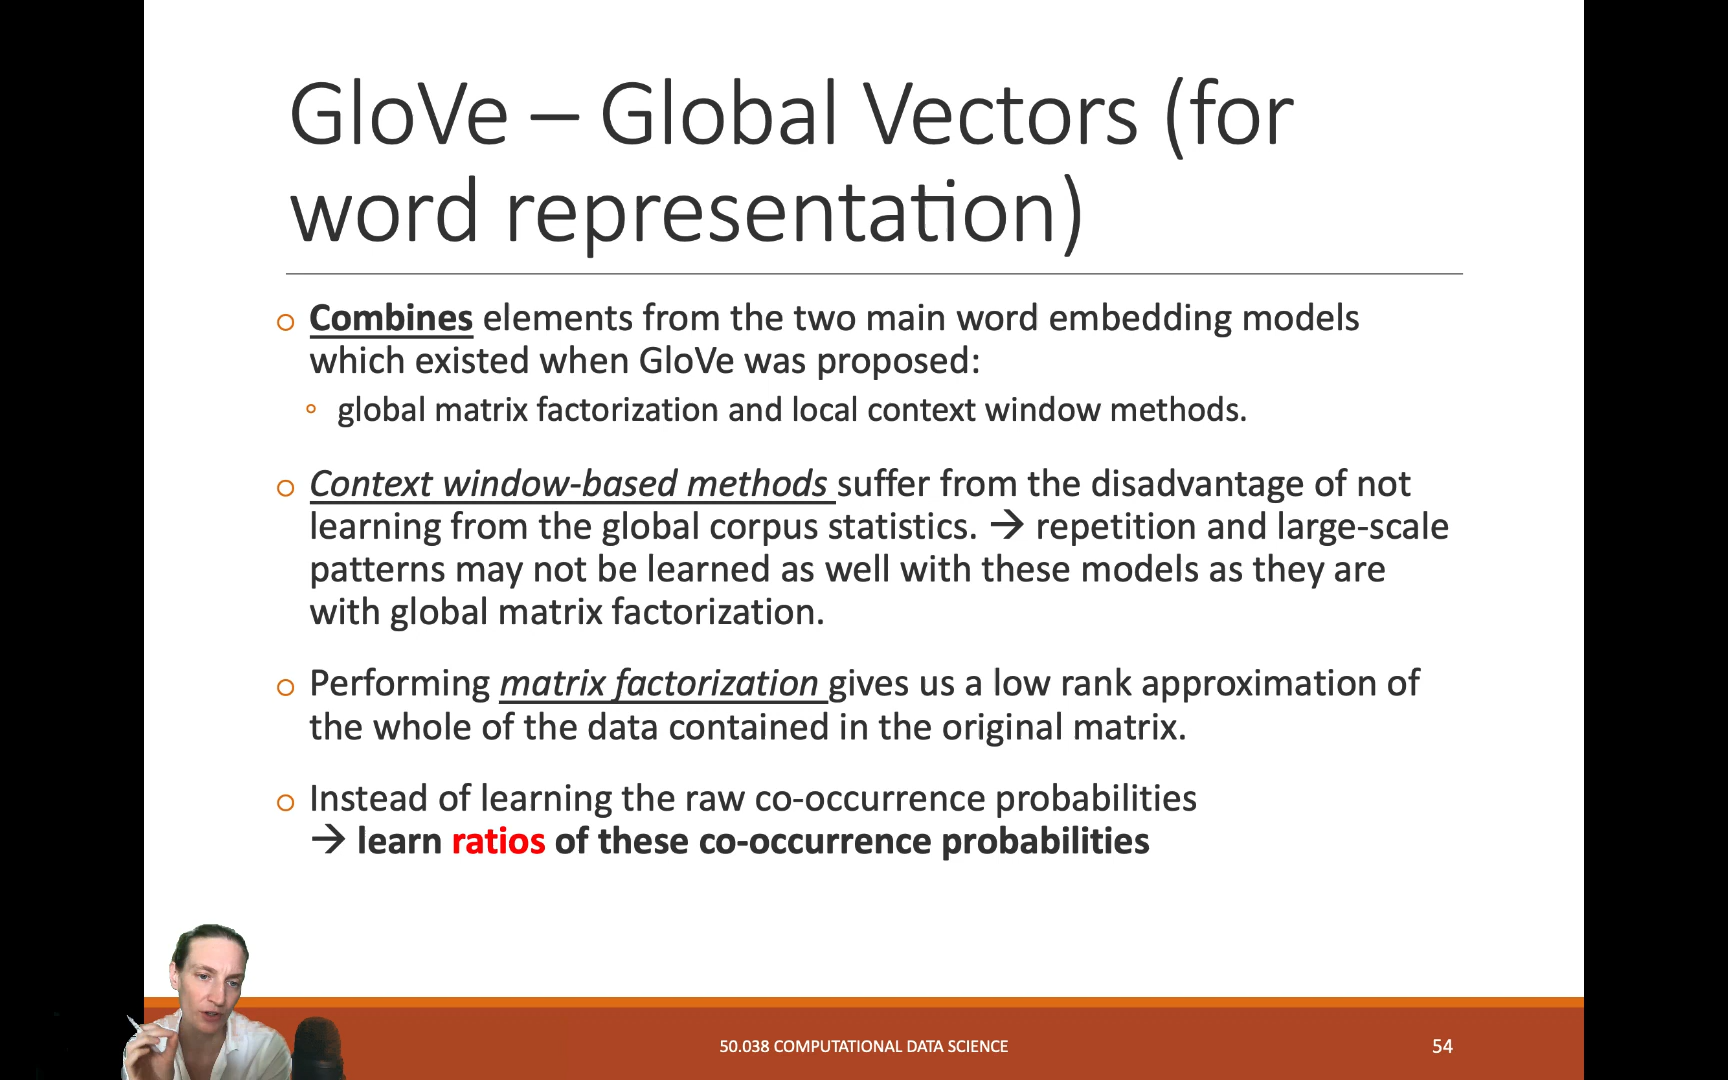 GloVe – Global Vectors (for
word representation)
Combines elements from the two main word embedding models
which existed when GloVe was proposed:
global matrix factorization and local context window methods.
Context window-based methods suffer from the disadvantage of not
learning from the global corpus statistics. → repetition and large-scale
patterns may not be learned as well with these models as they are
with global matrix factorization.
Performing matrix factorization gives us a low rank approximation of
the whole of the data contained in the original matrix.
Instead of learning the raw co-occurrence probabilities
→ learn ratios of these co-occurrence probabilities
50.038 COMPUTATIONAL DATA SCIENCE
54